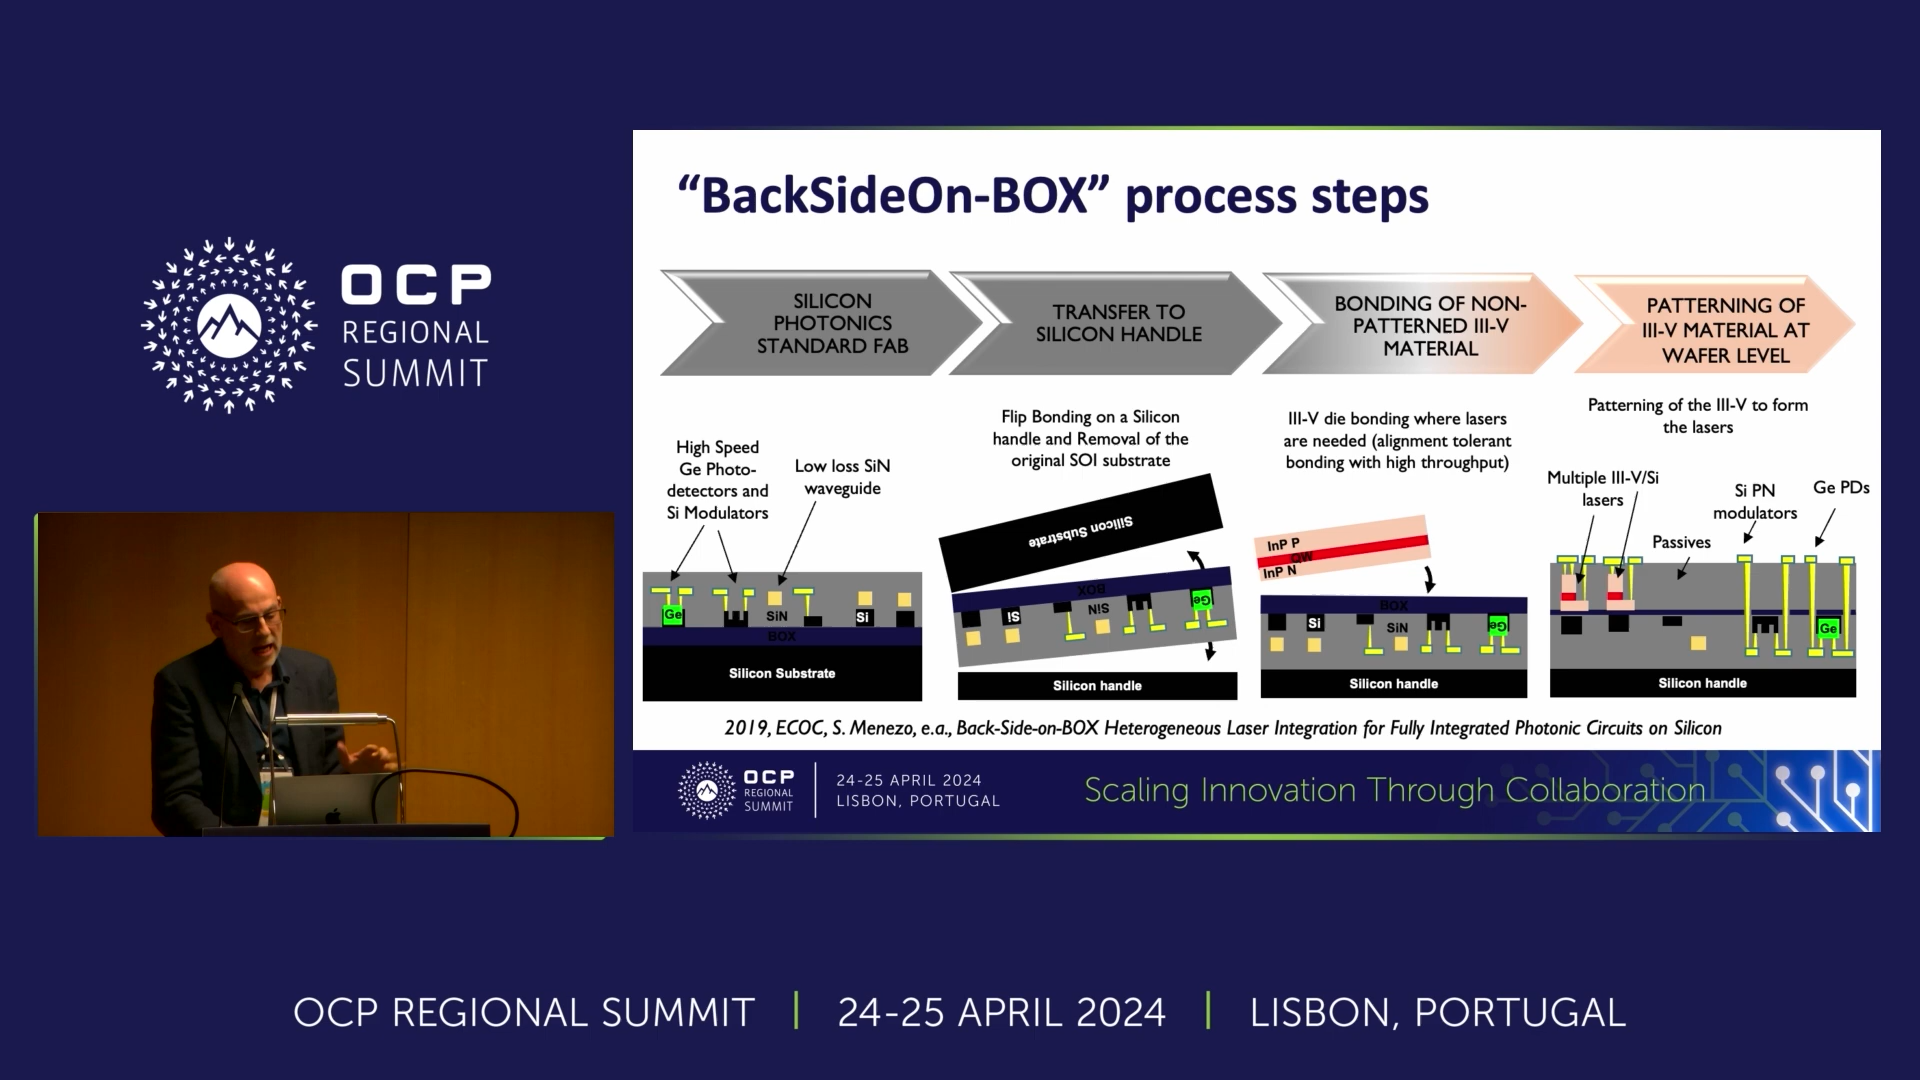 OCP
REGIONAL
SUMMIT
“BackSideOn-BOX” process steps
SILICON
PHOTONICS
STANDARD FAB
TRANSFER TO
SILICON HANDLE
BONDING OF NON-
PATTERNED III-V
MATERIAL
PATTERNING OF
III-V MATERIAL AT
WAFER LEVEL
High Speed
Ge Photo-
detectors and
Si Modulators
Low loss SiN
waveguide
Ge
SiN
Si
BOX
Silicon Substrate
Flip Bonding on a Silicon
handle and Removal of the
original SOI substrate
Silicon Substrate
BOX
Si
SiN
Ge
Silicon handle
III-V die bonding where lasers
are needed (alignment tolerant
bonding with high throughput)
InP P
MQ
InP N
BOX
Si
SiN
Ge
Silicon handle
Patterning of the III-V to form
the lasers
Multiple III-V/Si
lasers
Passives
Si PN
modulators
Ge PDs
Ge
Silicon handle
2019, ECOC, S. Menezo, e.a., Back-Side-on-BOX Heterogeneous Laser Integration for Fully Integrated Photonic Circuits on Silicon
OCP
REGIONAL
SUMMIT
24-25 APRIL 2024
LISBON, PORTUGAL
Scaling Innovation Through Collaboration
OCP REGIONAL SUMMIT | 24-25 APRIL 2024 | LISBON, PORTUGAL